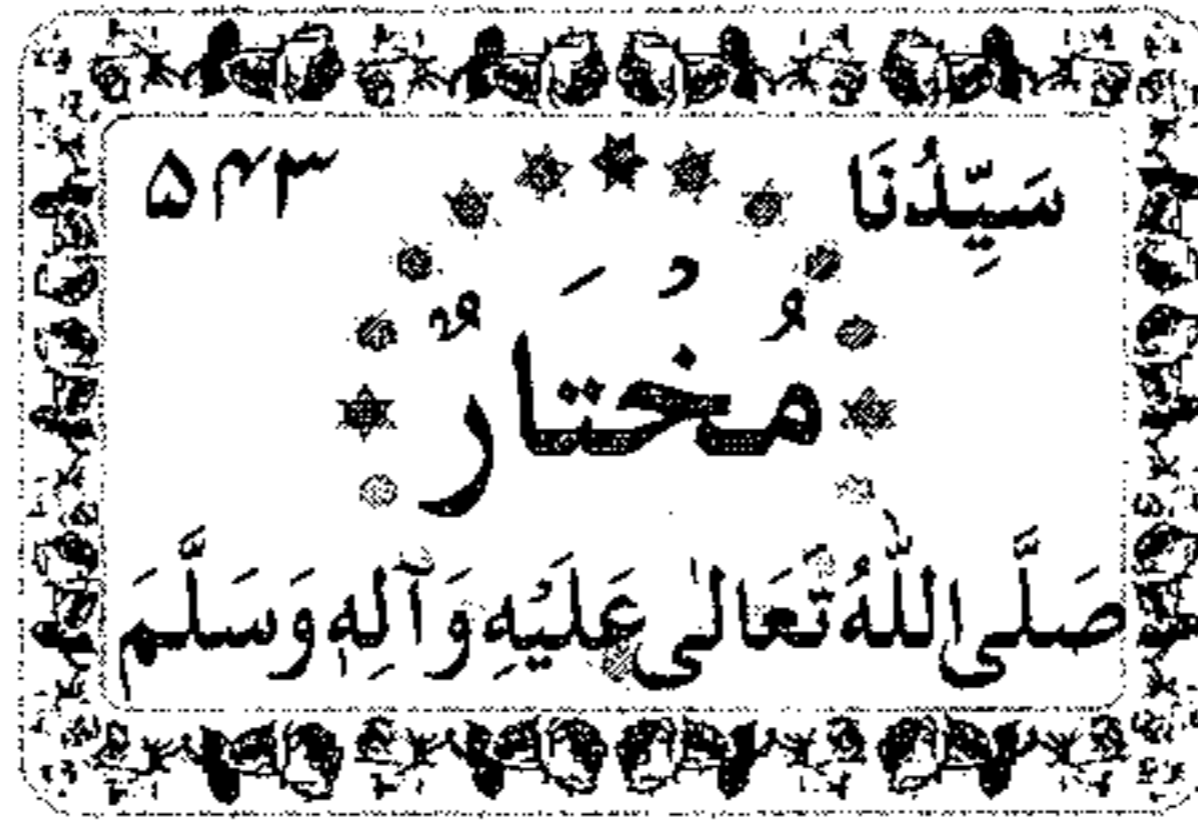 سَيِّدُنَا ۵۴۳
مُخْتَارٌ
صَلَّى اللّٰهُ تَعَالٰى عَلَيْهِ وَآلِهٖ وَسَلَّمَ